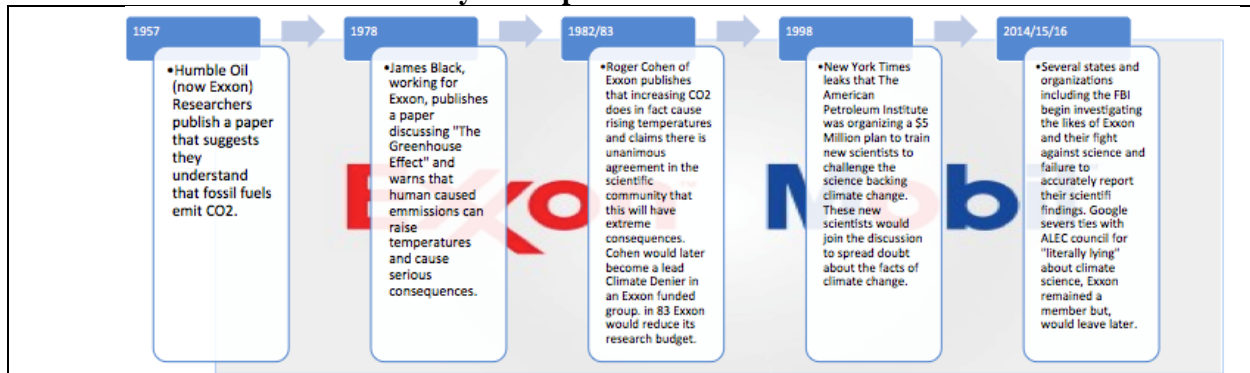 1957
•Humble Oil
(now Exxon)
Researchers
publish a paper
that suggests
they
understand
that fossil fuels
emit CO2.
1978
•James Black,
working for
Exxon, publishes
a paper
discussing "The
Greenhouse
Effect" and
warns that
human caused
emmissions can
raise
temperatures
and cause
serious
consequences.
1982/83
•Roger Cohen of
Exxon publishes
that increasing CO2
does in fact cause
rising temperatures
and claims there is
unanimous
agreement in the
scientific
community that
this will have
extreme
consequences.
Cohen would later
become a lead
Climate Denier in
an Exxon funded
group. in 83 Exxon
would reduce its
research budget.
1998
•New York Times
leaks that The
American
Petroleum Institute
was organizing a $5
Million plan to train
new scientists to
challenge the
science backing
climate change.
These new
scientists would
join the discussion
to spread doubt
about the facts of
climate change.
2014/15/16
•Several states and
organizations
including the FBI
begin investigating
the likes of Exxon
and their fight
against science and
failure to
accurately report
their scientifi
findings. Google
severs ties with
ALEC council for
"literally lying"
about climate
science, Exxon
remained a
member but,
would leave later.
Exxon Mobil